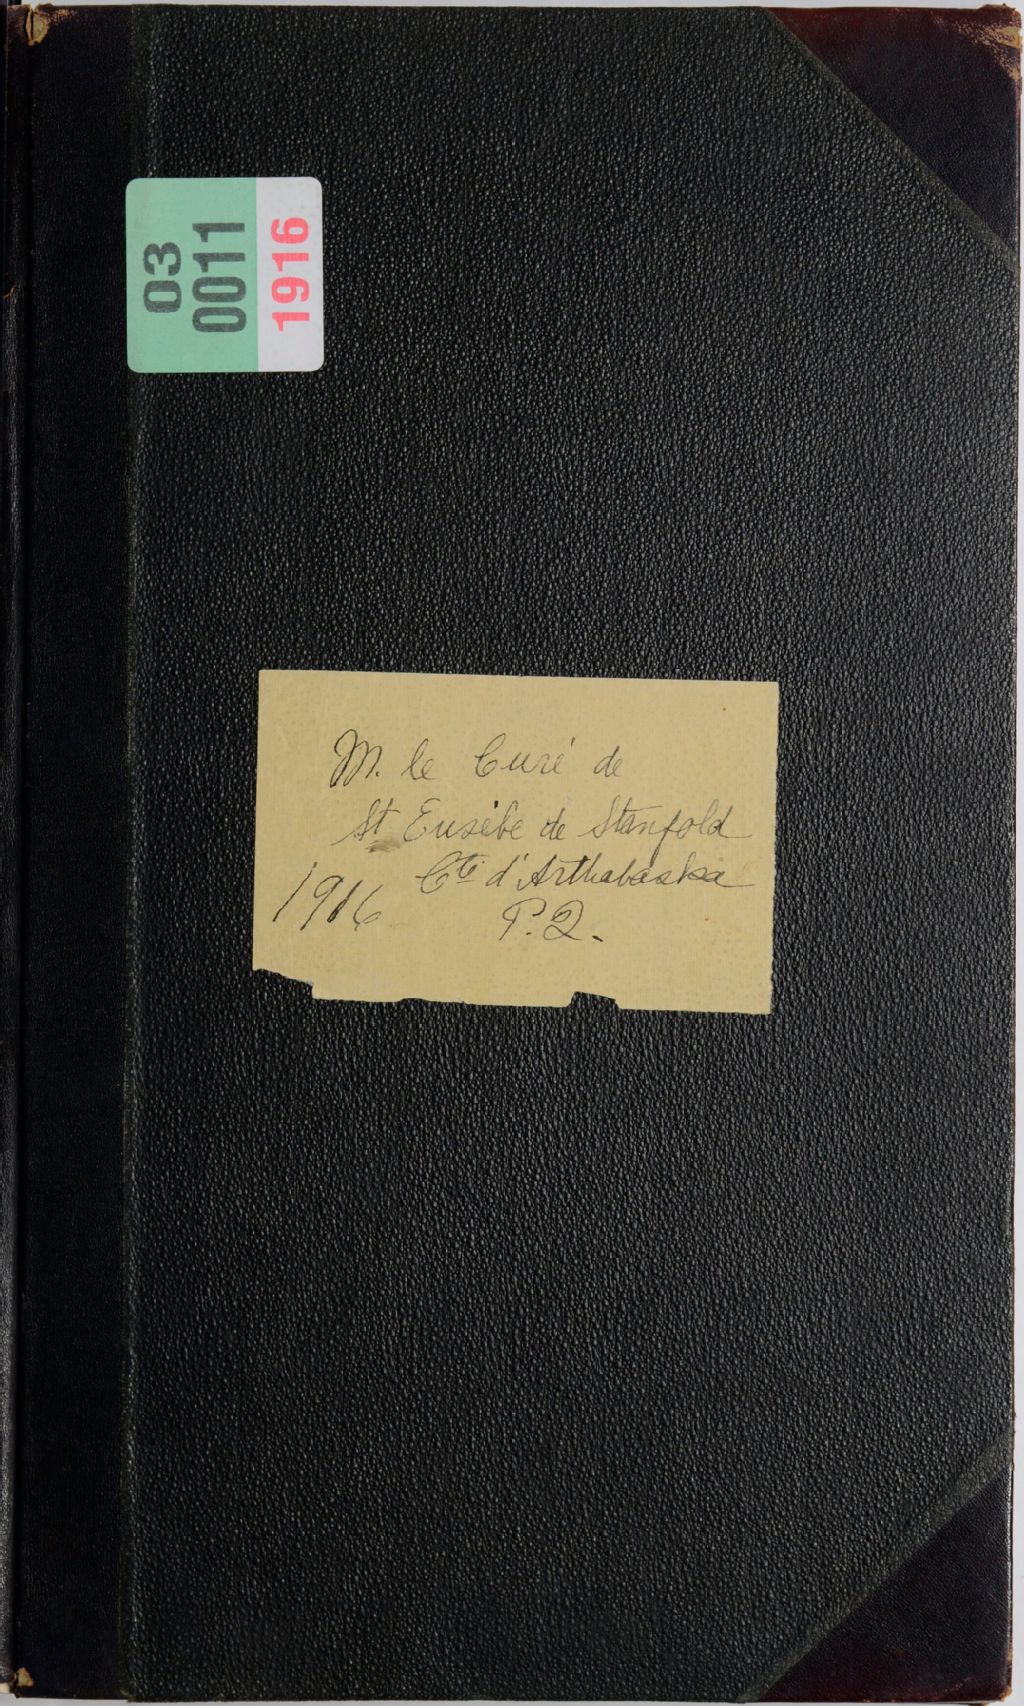 03
0011
1916
M. le Curé de
St Eusèbe de Stanfold
Cté d'Arthabaska
1916
P.Q.